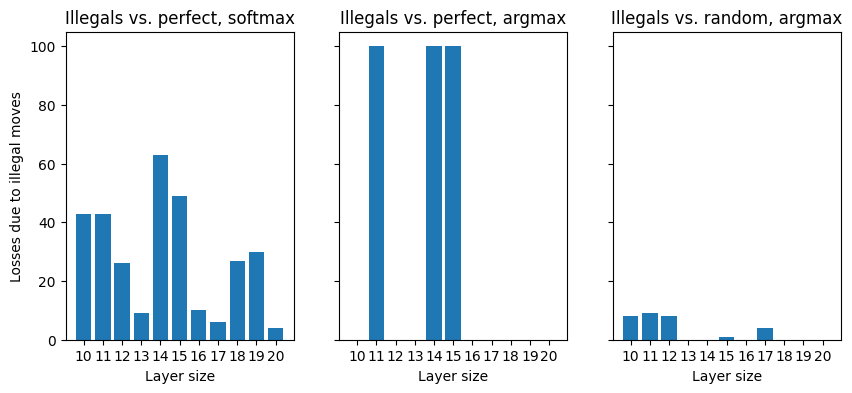 Illegals vs. perfect, softmax
Illegals vs. perfect, argmax
Illegals vs. random, argmax
Losses due to illegal moves
100
80
60
40
20
0
10 11 12 13 14 15 16 17 18 19 20
10 11 12 13 14 15 16 17 18 19 20
10 11 12 13 14 15 16 17 18 19 20
Layer size
Layer size
Layer size